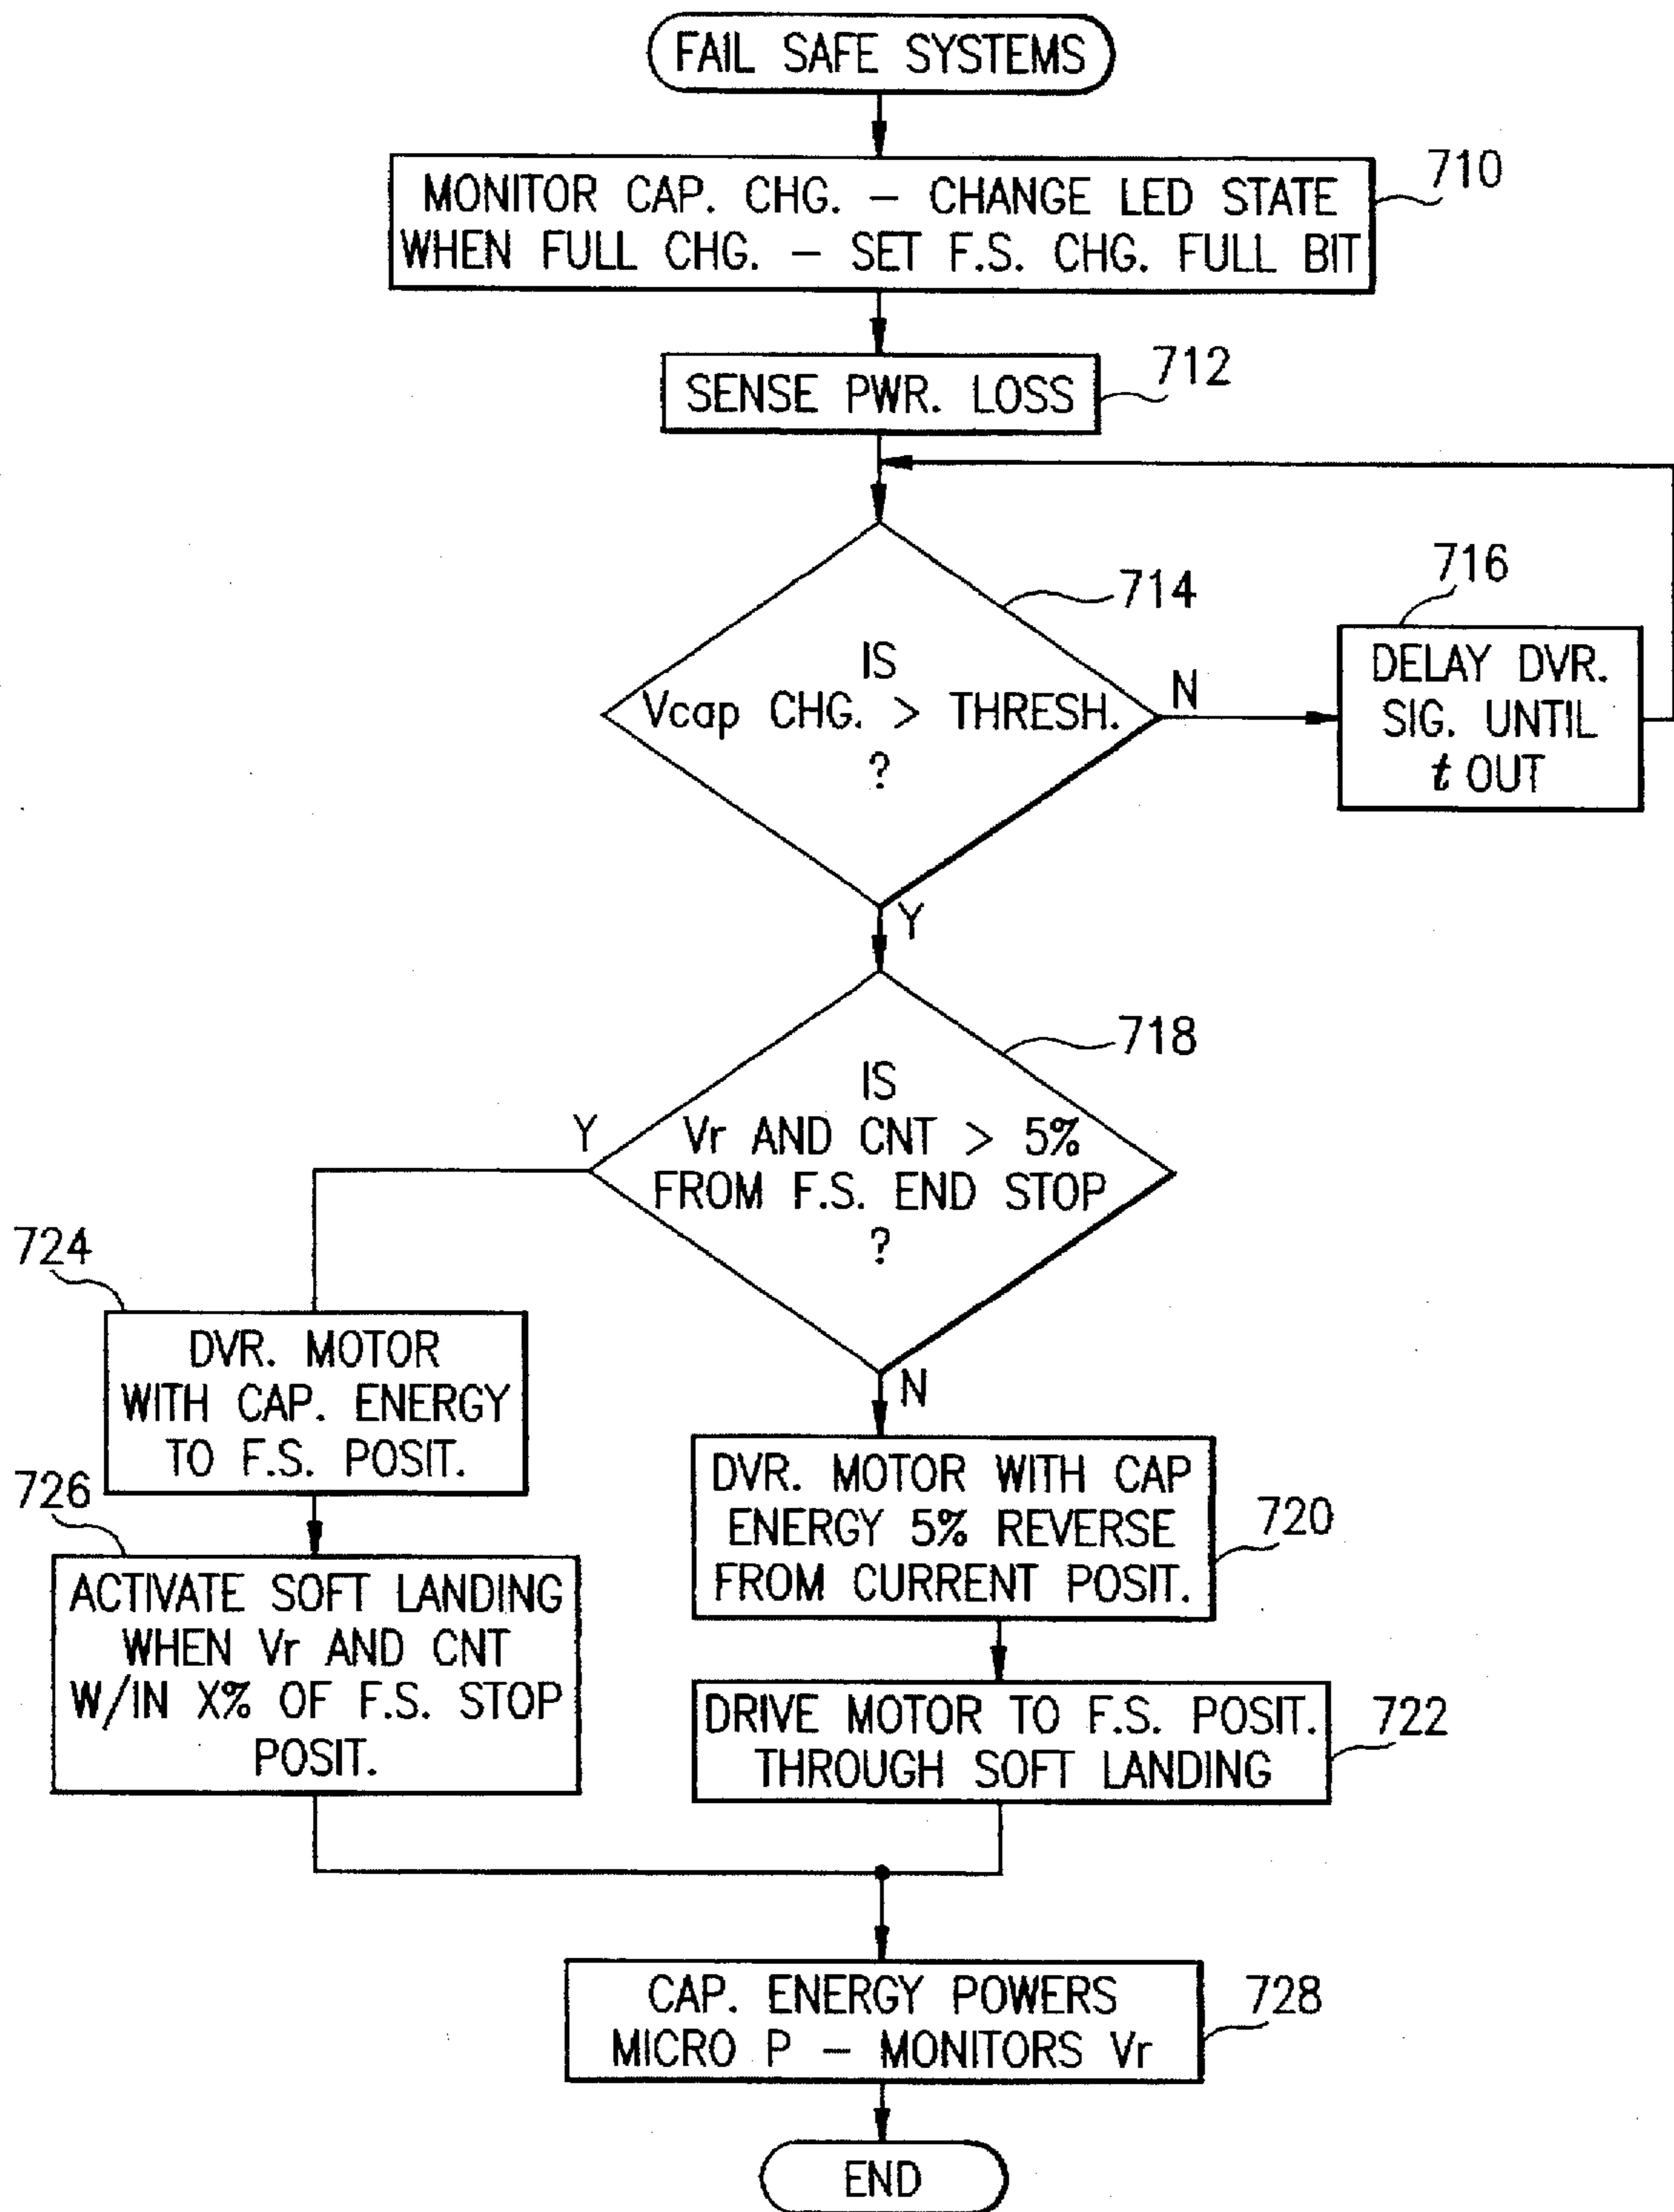 FAIL SAFE SYSTEMS
MONITOR CAP. CHG. – CHANGE LED STATE
WHEN FULL CHG. – SET F.S. CHG. FULL BIT
710
SENSE PWR. LOSS
712
IS
Vcap CHG. > THRESH.
?
714
N
Y
716
DELAY DVR.
SIG. UNTIL
t OUT
IS
Vr AND CNT > 5%
FROM F.S. END STOP
?
718
Y
N
724
DVR. MOTOR
WITH CAP. ENERGY
TO F.S. POSIT.
726
ACTIVATE SOFT LANDING
WHEN Vr AND CNT
W/IN X% OF F.S. STOP
POSIT.
DVR. MOTOR WITH CAP
ENERGY 5% REVERSE
FROM CURRENT POSIT.
720
DRIVE MOTOR TO F.S. POSIT.
THROUGH SOFT LANDING
722
CAP. ENERGY POWERS
MICRO P – MONITORS Vr
728
END